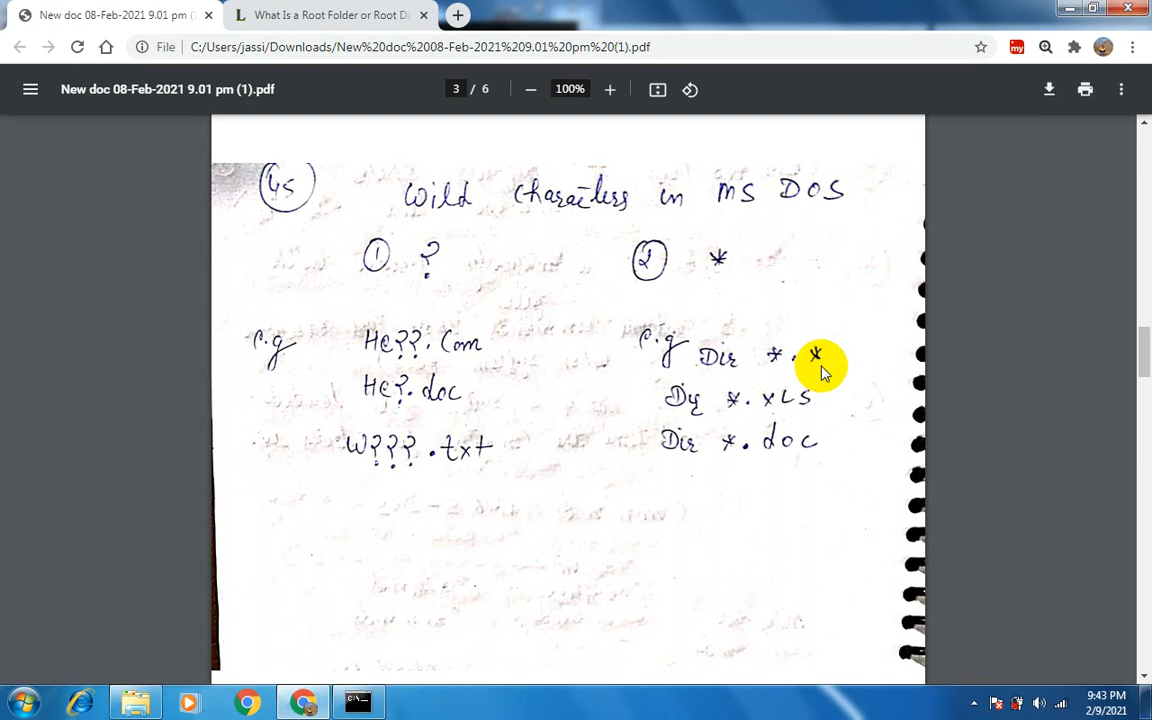 New doc 08-Feb-2021 9.01 pm (
What Is a Root Folder or Root Di
File C:/Users/jassi/Downloads/New%20doc%2008-Feb-2021%209.01%20pm%20(1).pdf
my
New doc 08-Feb-2021 9.01 pm (1).pdf
3 / 6
100%
45
Wild characters in MS DOS
1 ?
2 *
e.g He??.Com
He?.doc
W???.txt
e.g Dir *.*
Dir *.XLS
Dir *.doc
9:43 PM
2/9/2021